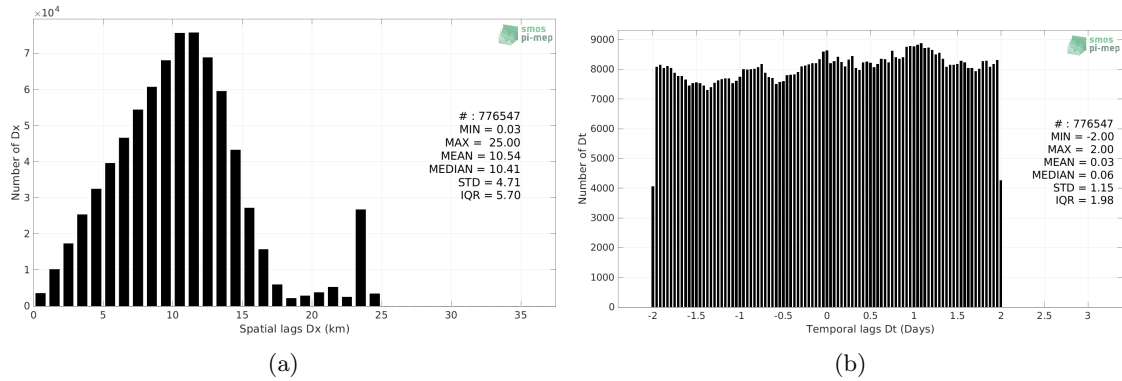 ×10⁴
7
6
5
4
3
2
1
0
Number of Dx
0
5
10
15
20
25
30
35
Spatial lags Dx (km)
smos
pi-mep
# : 776547
MIN = 0.03
MAX = 25.00
MEAN = 10.54
MEDIAN = 10.41
STD = 4.71
IQR = 5.70
(a)
9000
8000
7000
6000
5000
4000
3000
2000
1000
0
Number of Dt
-2
-1.5
-1
-0.5
0
0.5
1
1.5
2
2.5
3
Temporal lags Dt (Days)
smos
pi-mep
# : 776547
MIN = -2.00
MAX = 2.00
MEAN = 0.03
MEDIAN = 0.06
STD = 1.15
IQR = 1.98
(b)